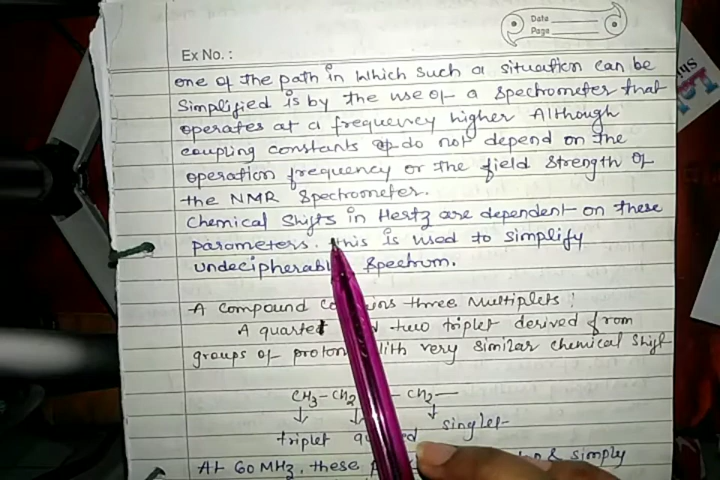 Date
Page
Ex No. :
one of the path in which such a situation can be
Simplified is by the use of a Spectrometer that
operates at a frequency higher Although
coupling constants do not depend on the
operation frequency or the field strength of
the NMR Spectrometer.
Chemical Shifts in Hertz are dependent on these
parameters. This is used to simplify
undecipherabl Spectrum.
A compound ins three Multiplets :
A quartet two triplet derived from
groups of proton with very similar chemical Shift
CH3 - CH2 - CH2 -
triplet singlet
At 60 MHz, these & simply